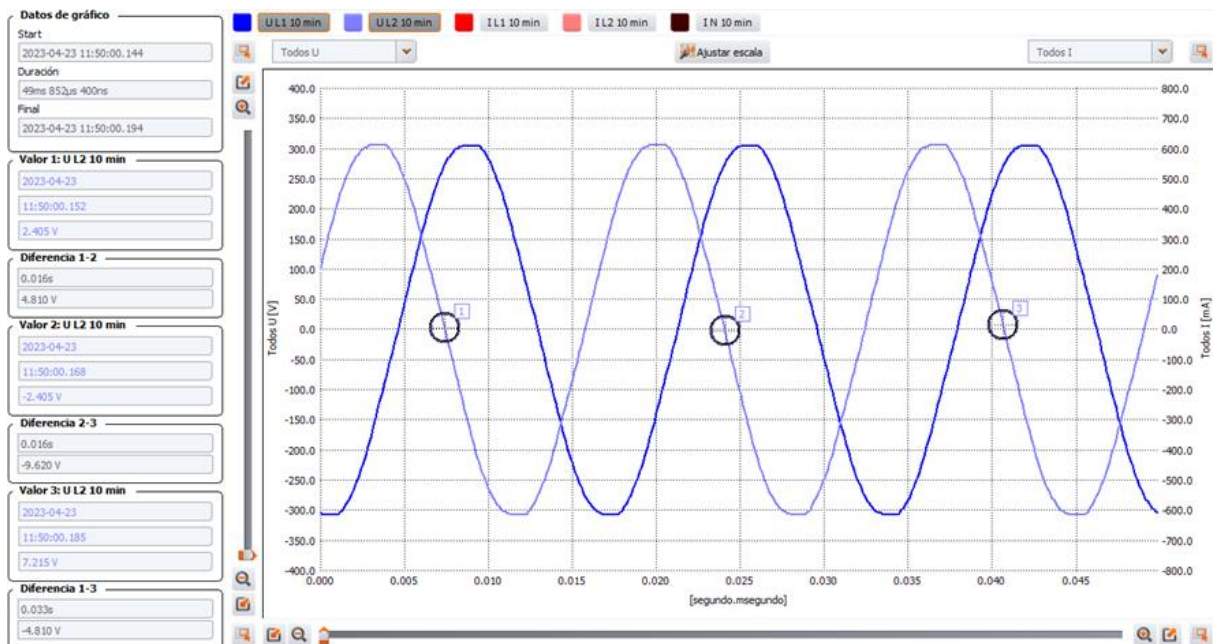 Datos de gráfico
Start
2023-04-23 11:50:00.144
Duración
49ms 852µs 400ns
Final
2023-04-23 11:50:00.194
Valor 1: U L2 10 min
2023-04-23
11:50:00.152
2.405 V
Diferencia 1-2
0.016s
4.810 V
Valor 2: U L2 10 min
2023-04-23
11:50:00.168
-2.405 V
Diferencia 2-3
0.016s
-9.620 V
Valor 3: U L2 10 min
2023-04-23
11:50:00.185
7.215 V
Diferencia 1-3
0.033s
-4.810 V
U L1 10 min U L2 10 min I L1 10 min I L2 10 min I N 10 min
Todos U Ajustar escala Todos I
400.0 800.0
350.0 700.0
300.0 600.0
250.0 500.0
200.0 400.0
150.0 300.0
100.0 200.0
50.0 100.0
0.0 0.0
-50.0 -100.0
-100.0 -200.0
-150.0 -300.0
-200.0 -400.0
-250.0 -500.0
-300.0 -600.0
-350.0 -700.0
-400.0 -800.0
Todos U [V]
1 2 3
Todos I [mA]
0.000 0.005 0.010 0.015 0.020 0.025 0.030 0.035 0.040 0.045
[segundo.msegundo]